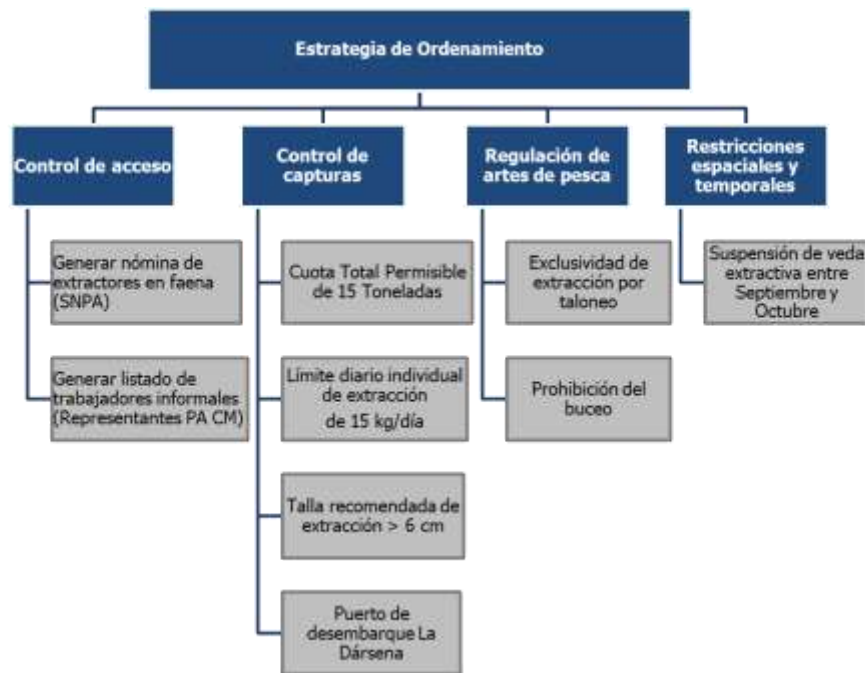 Estrategia de Ordenamiento
Control de acceso
Generar nómina de
extractores en faena
(SNPA)
Generar listado de
trabajadores informales
(Representantes PA CM)
Control de
capturas
Cuota Total Permisible
de 15 Toneladas
Límite diario individual
de extracción
de 15 kg/día
Talla recomendada de
extracción > 6 cm
Puerto de
desembarque La
Dársena
Regulación de
artes de pesca
Exclusividad de
extracción por
taloneo
Prohibición del
buceo
Restricciones
espaciales y
temporales
Suspensión de veda
extractiva entre
Septiembre y
Octubre